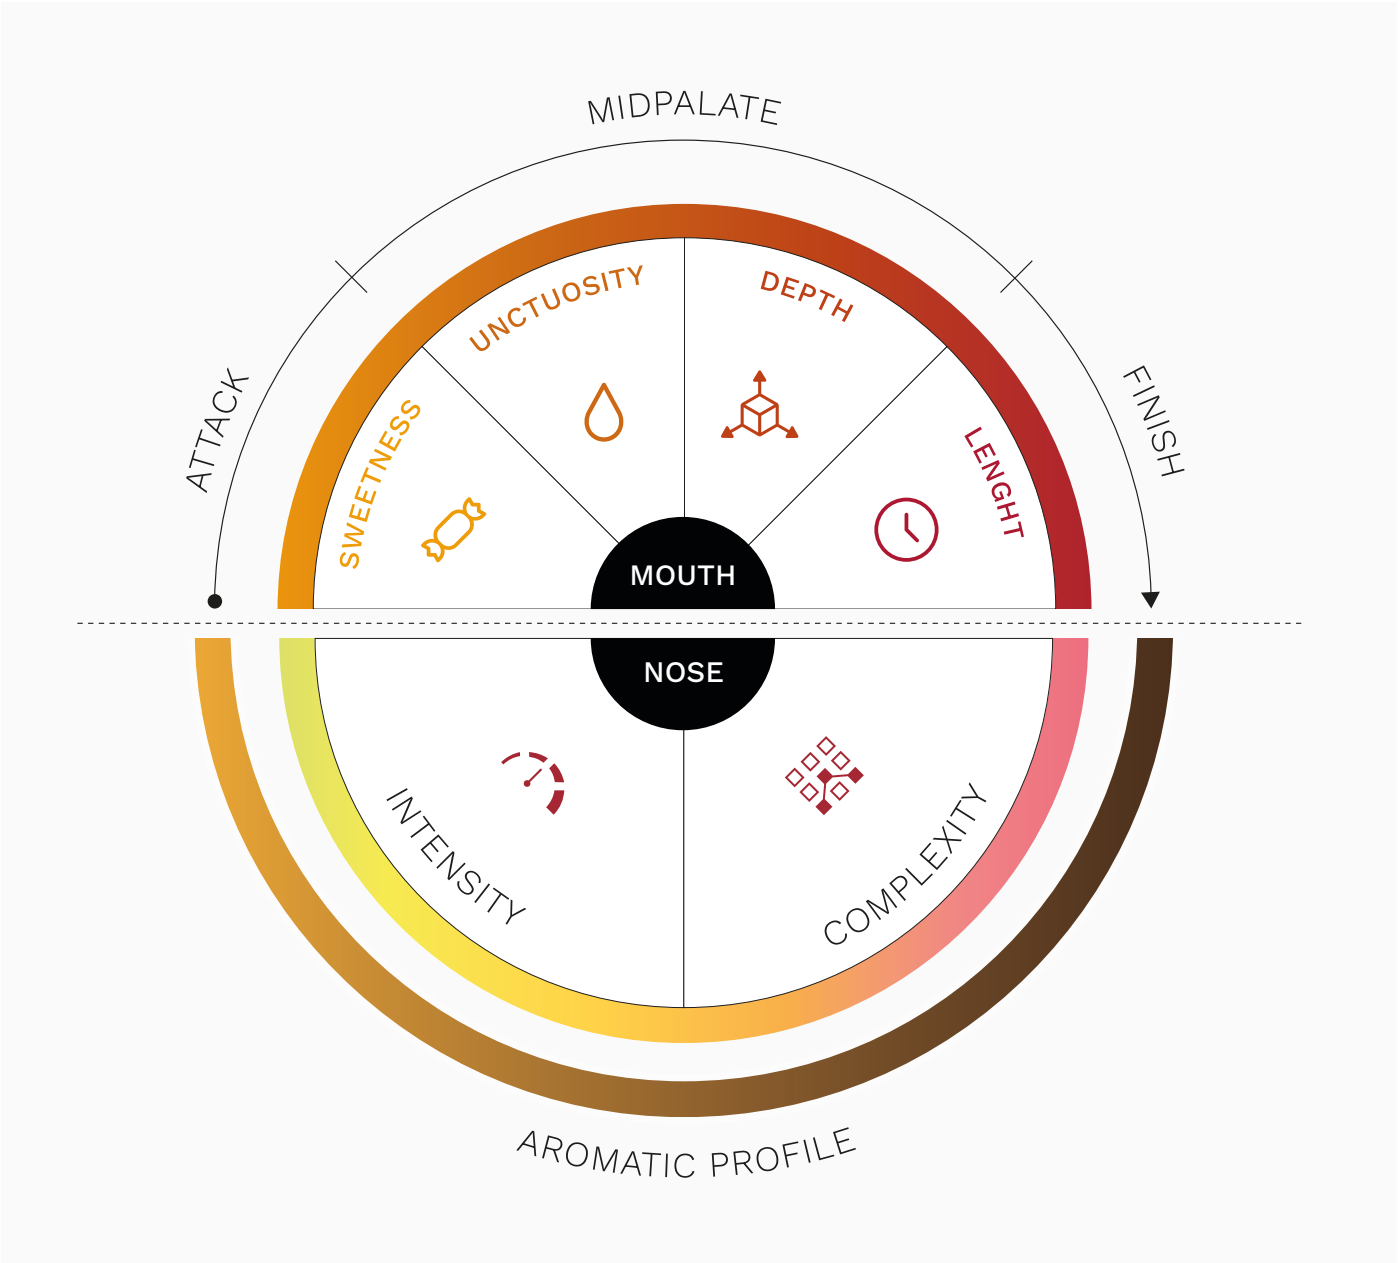 MIDPALATE
ATTACK
FINISH
UNCTUOSITY
DEPTH
SWEETNESS
LENGHT
MOUTH
NOSE
INTENSITY
COMPLEXITY
AROMATIC PROFILE